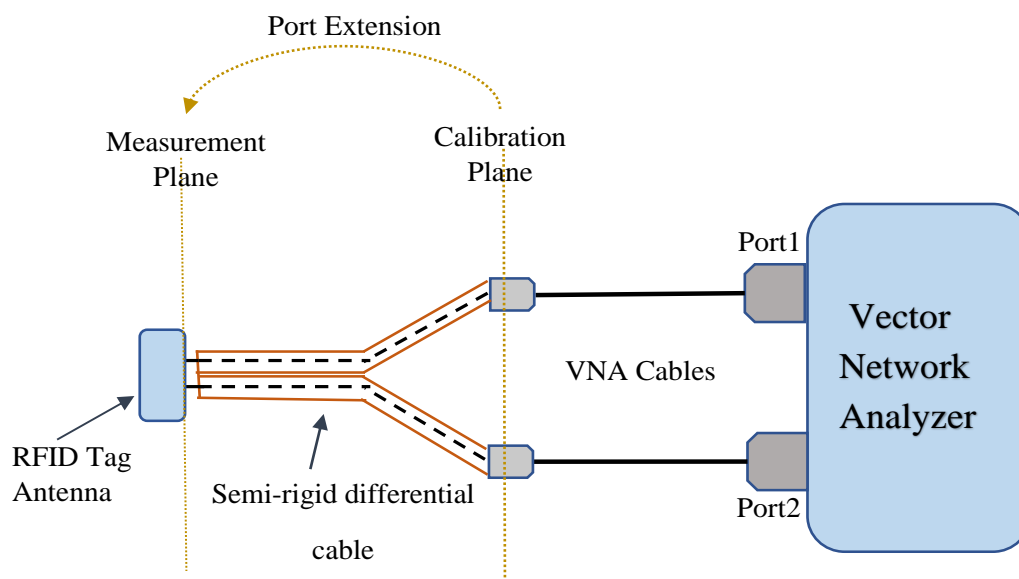 Port Extension
Measurement
Plane
Calibration
Plane
Port1
Vector
Network
Analyzer
VNA Cables
RFID Tag
Antenna
Semi-rigid differential
cable
Port2